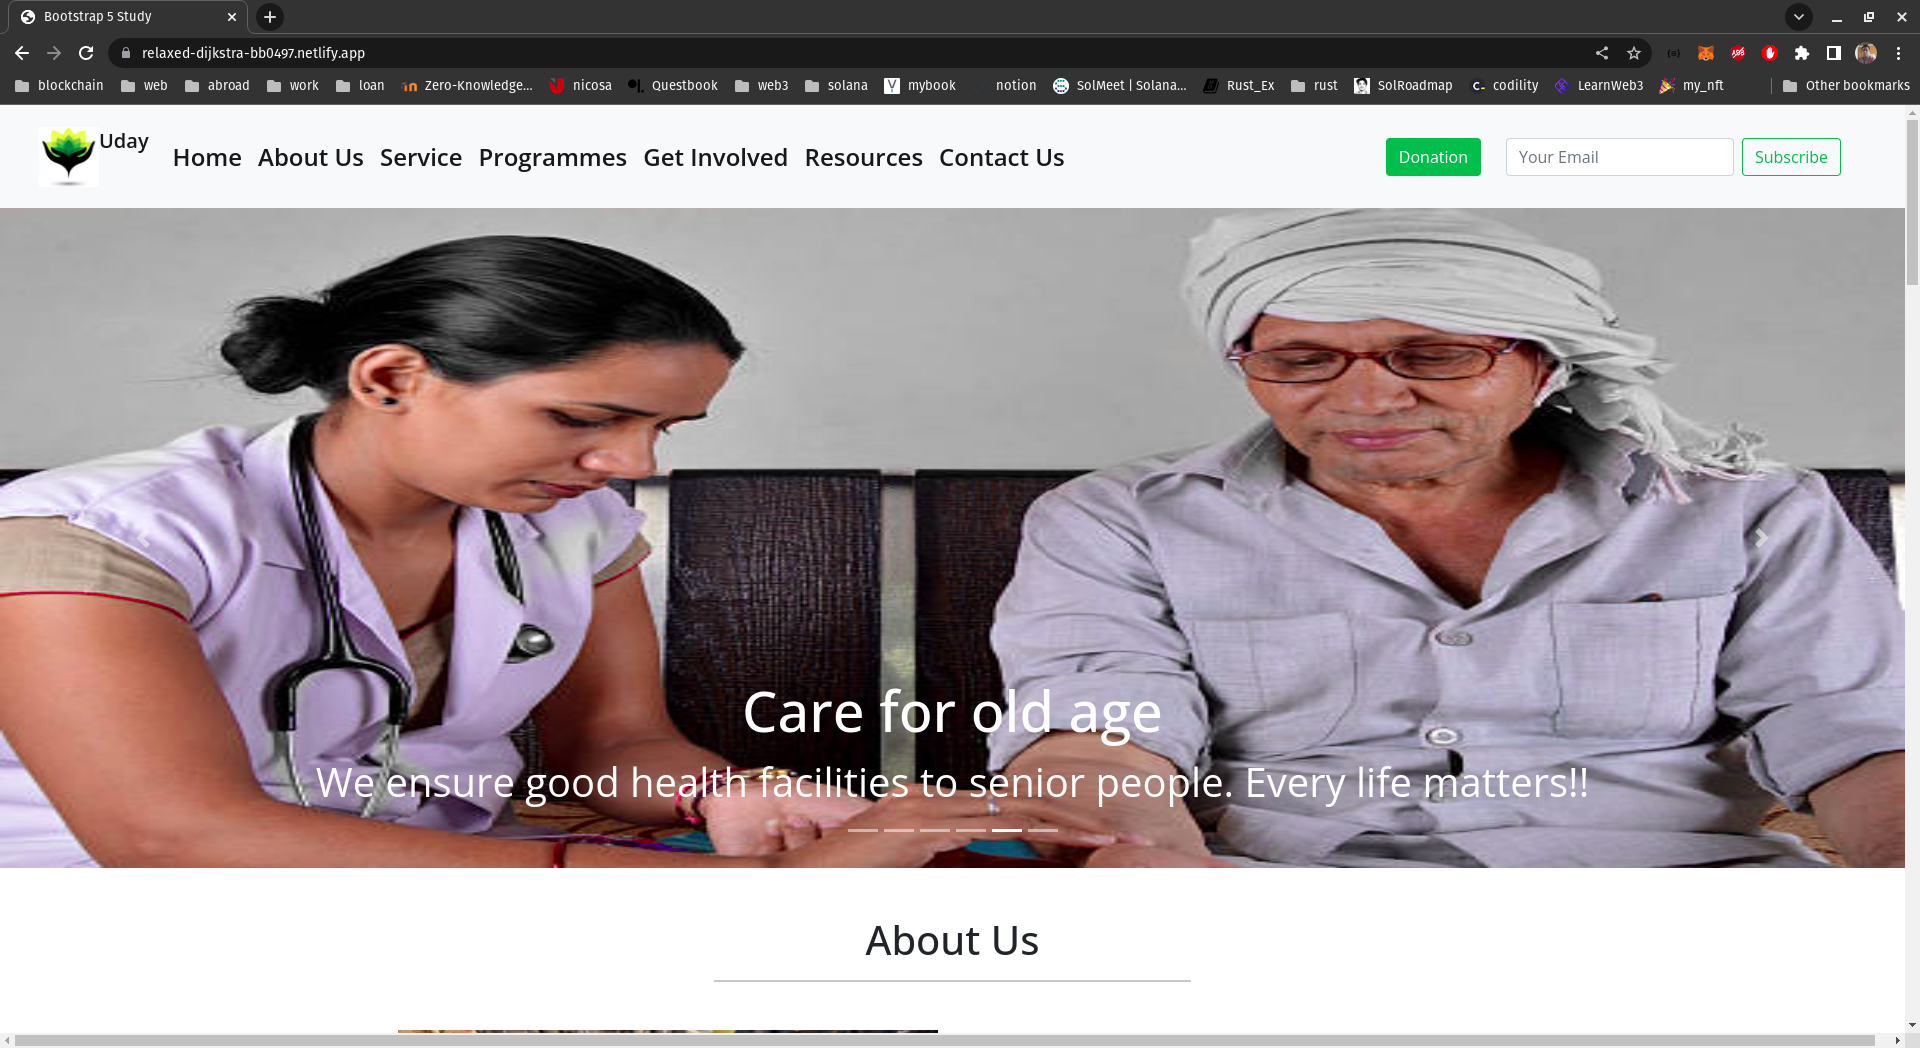 Bootstrap 5 Study
relaxed-dijkstra-bb0497.netlify.app
blockchain web abroad work loan Zero-Knowledge... nicosa Questbook web3 solana mybook notion SolMeet | Solana... Rust_Ex rust SolRoadmap codility LearnWeb3 my_nft Other bookmarks
Uday Home About Us Service Programmes Get Involved Resources Contact Us Donation Your Email Subscribe
Care for old age
We ensure good health facilities to senior people. Every life matters!!
About Us